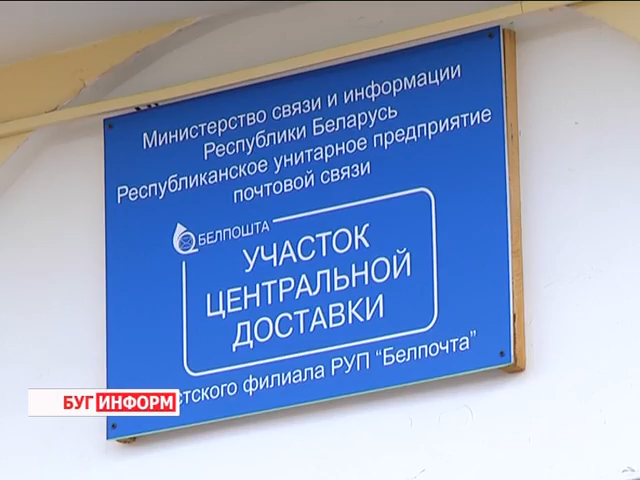 Министерство связи и информации
Республики Беларусь
Республиканское унитарное предприятие
почтовой связи
БЕЛПОШТА
УЧАСТОК
ЦЕНТРАЛЬНОЙ
ДОСТАВКИ
филиала РУП “Белпочта”
БУГ ИНФОРМ